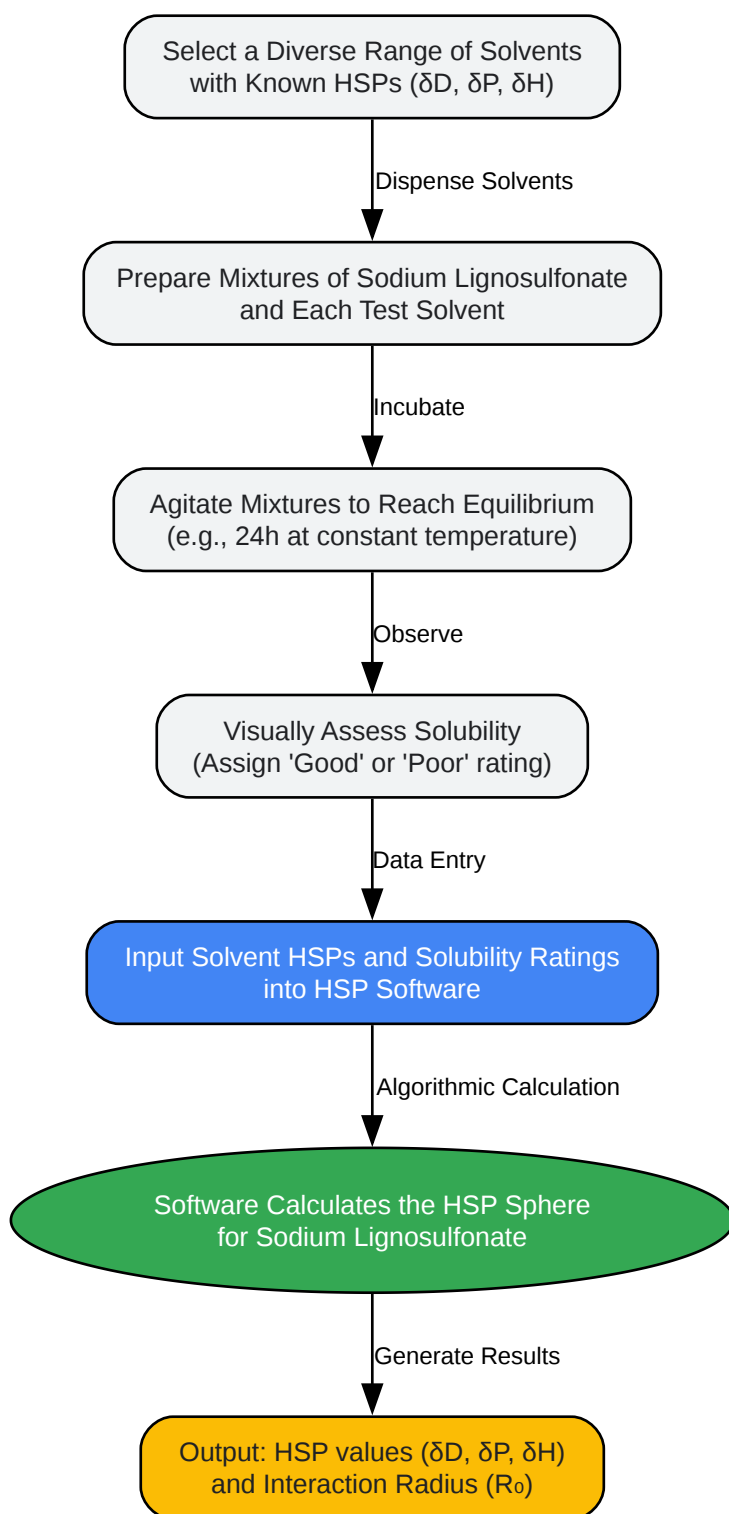 Select a Diverse Range of Solvents
with Known HSPs (δD, δP, δH)
Dispense Solvents
Prepare Mixtures of Sodium Lignosulfonate
and Each Test Solvent
Incubate
Agitate Mixtures to Reach Equilibrium
(e.g., 24h at constant temperature)
Observe
Visually Assess Solubility
(Assign 'Good' or 'Poor' rating)
Data Entry
Input Solvent HSPs and Solubility Ratings
into HSP Software
Algorithmic Calculation
Software Calculates the HSP Sphere
for Sodium Lignosulfonate
Generate Results
Output: HSP values (δD, δP, δH)
and Interaction Radius (R₀)